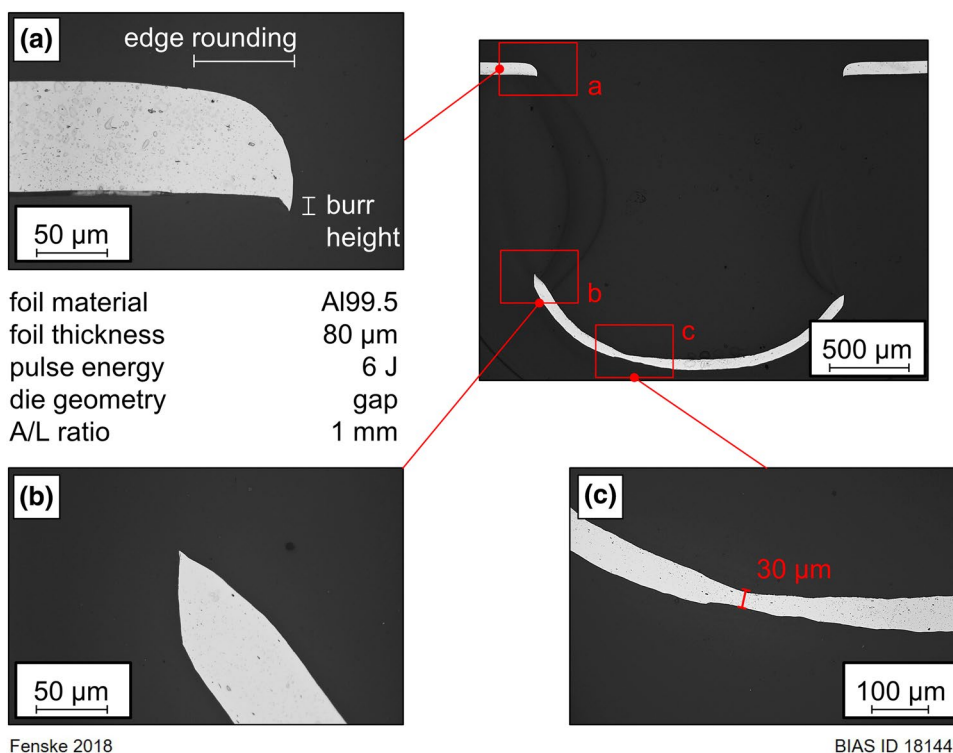 (a)
edge rounding
burr
height
50 µm
a
b
c
500 µm
foil material Al99.5
foil thickness 80 µm
pulse energy 6 J
die geometry gap
A/L ratio 1 mm
(b)
50 µm
(c)
30 µm
100 µm
Fenske 2018
BIAS ID 18144